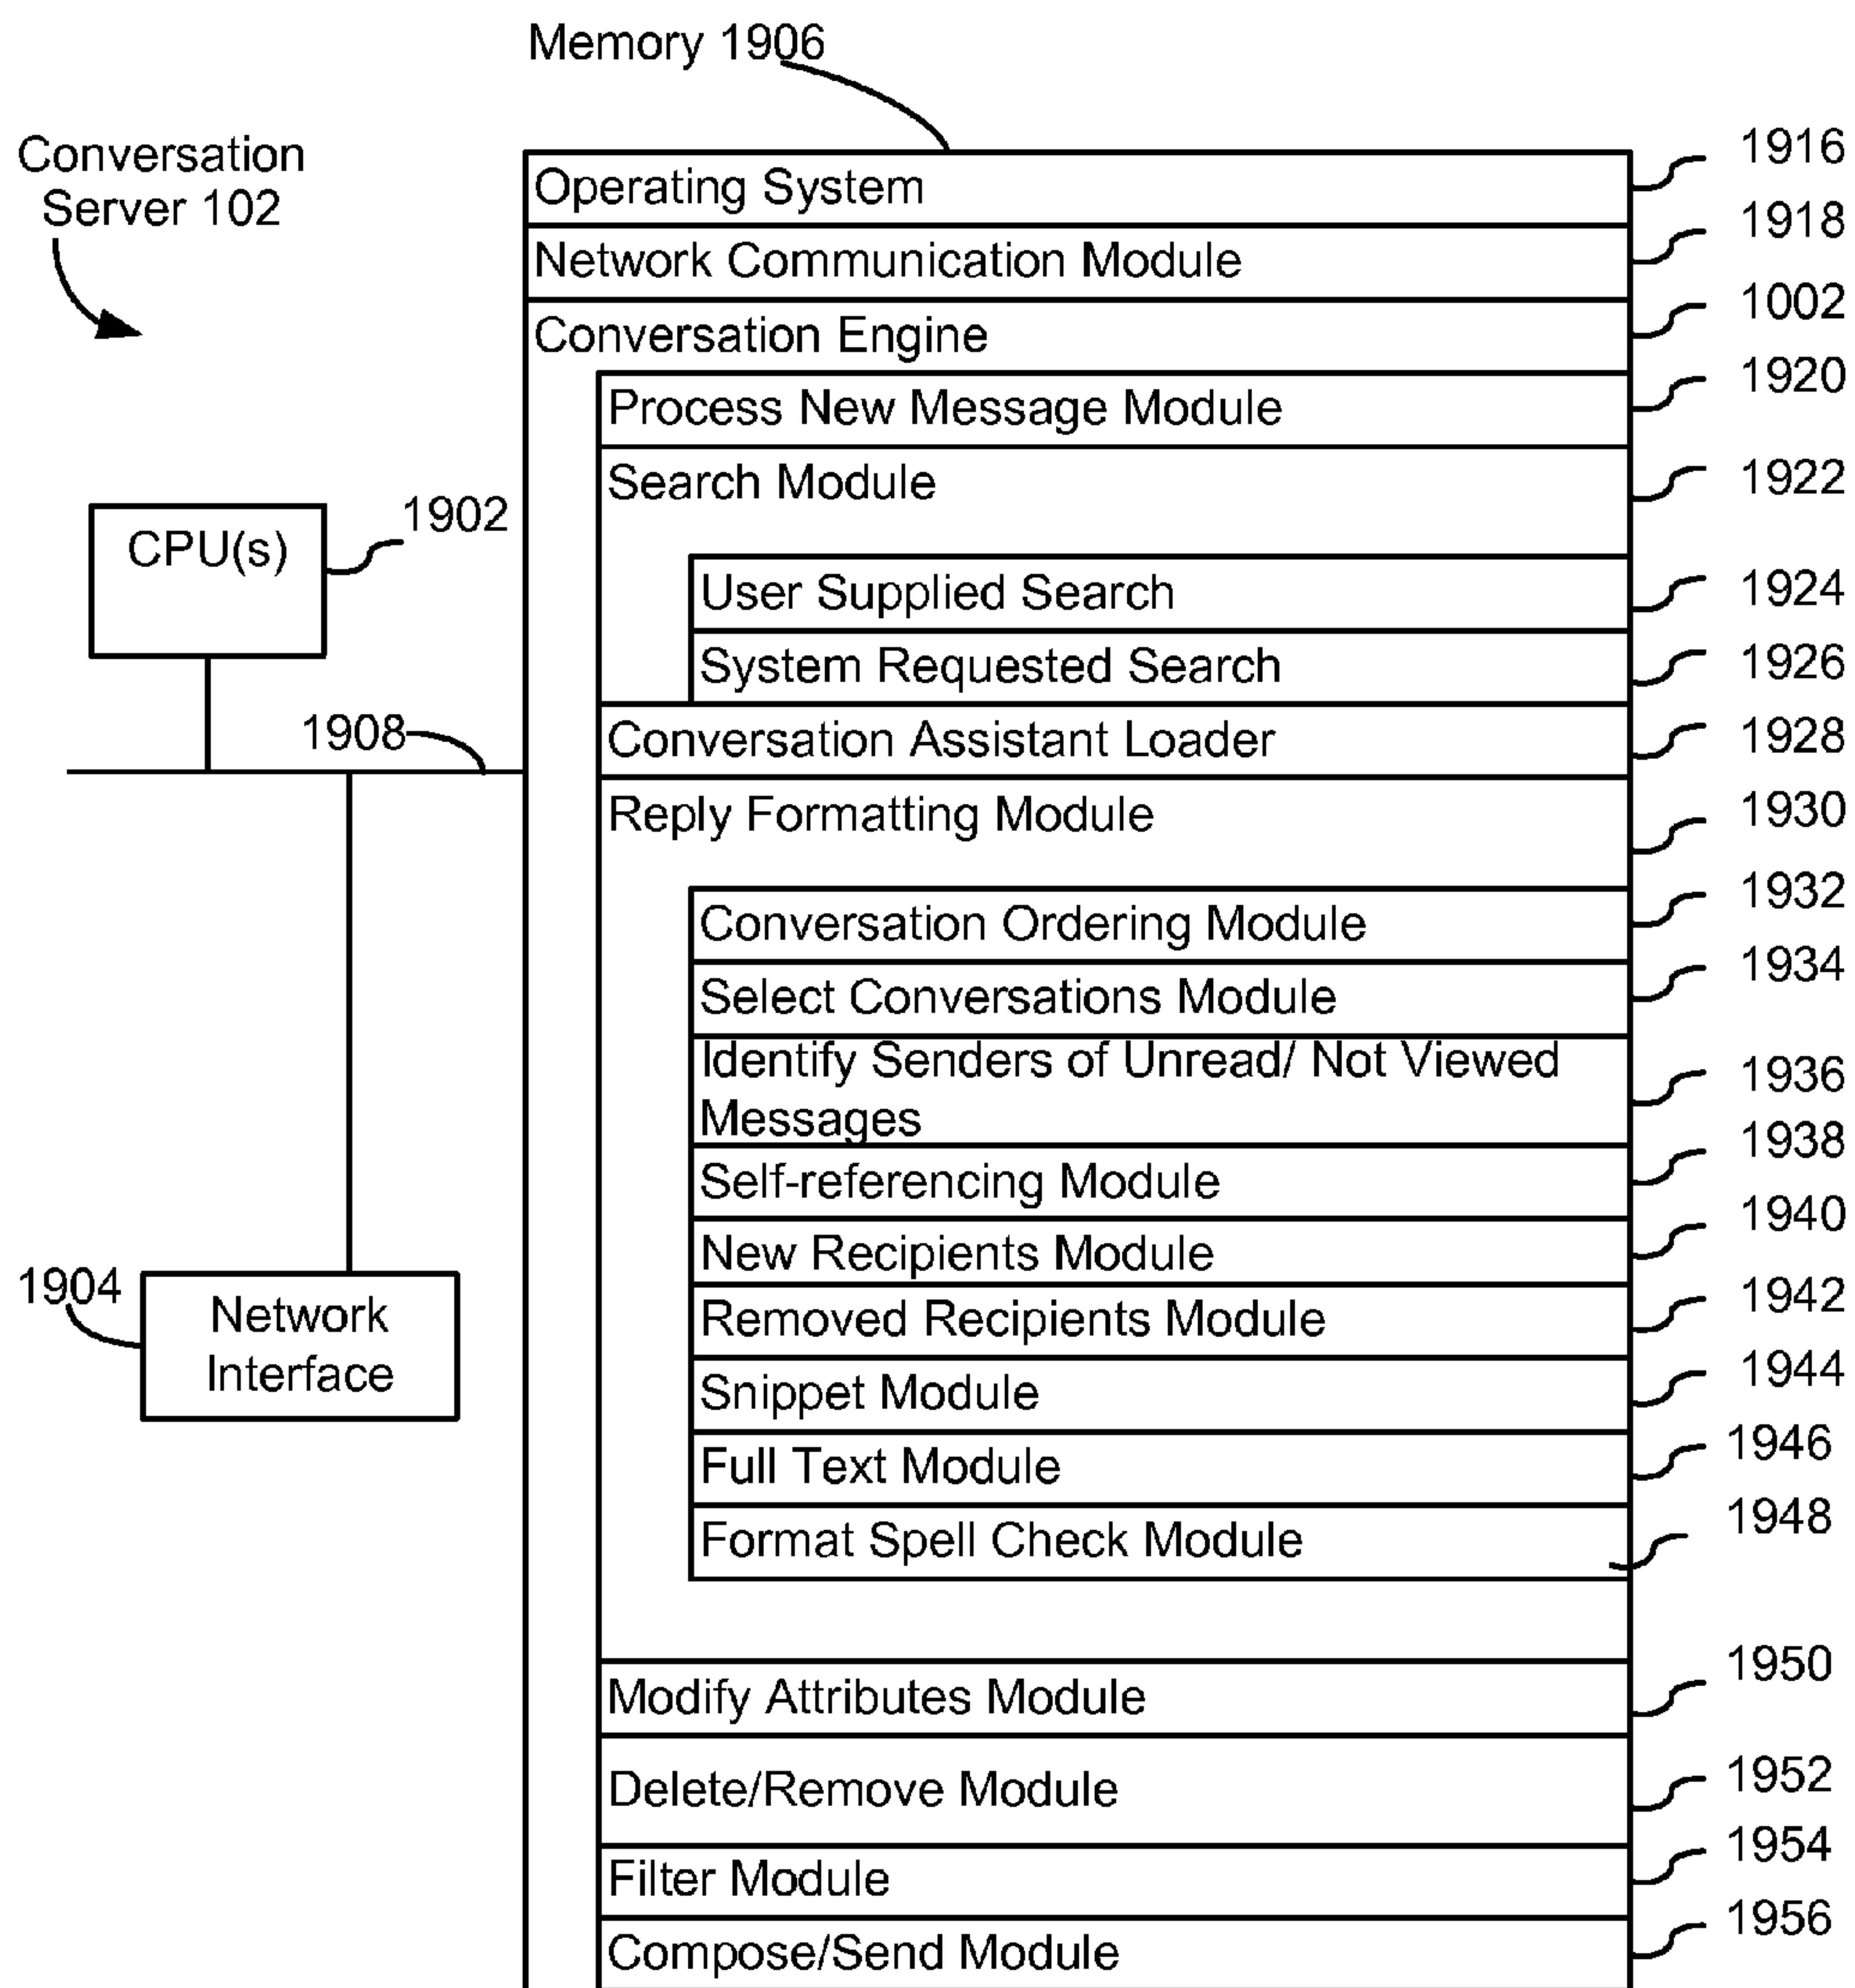 Memory 1906
Conversation
Server 102
Operating System
1916
Network Communication Module
1918
Conversation Engine
1002
Process New Message Module
1920
Search Module
1922
CPU(s)
1902
User Supplied Search
1924
System Requested Search
1926
1908
Conversation Assistant Loader
1928
Reply Formatting Module
1930
Conversation Ordering Module
1932
Select Conversations Module
1934
Identify Senders of Unread/ Not Viewed
Messages
1936
Self-referencing Module
1938
New Recipients Module
1940
1904
Network
Interface
Removed Recipients Module
1942
Snippet Module
1944
Full Text Module
1946
Format Spell Check Module
1948
Modify Attributes Module
1950
Delete/Remove Module
1952
Filter Module
1954
Compose/Send Module
1956